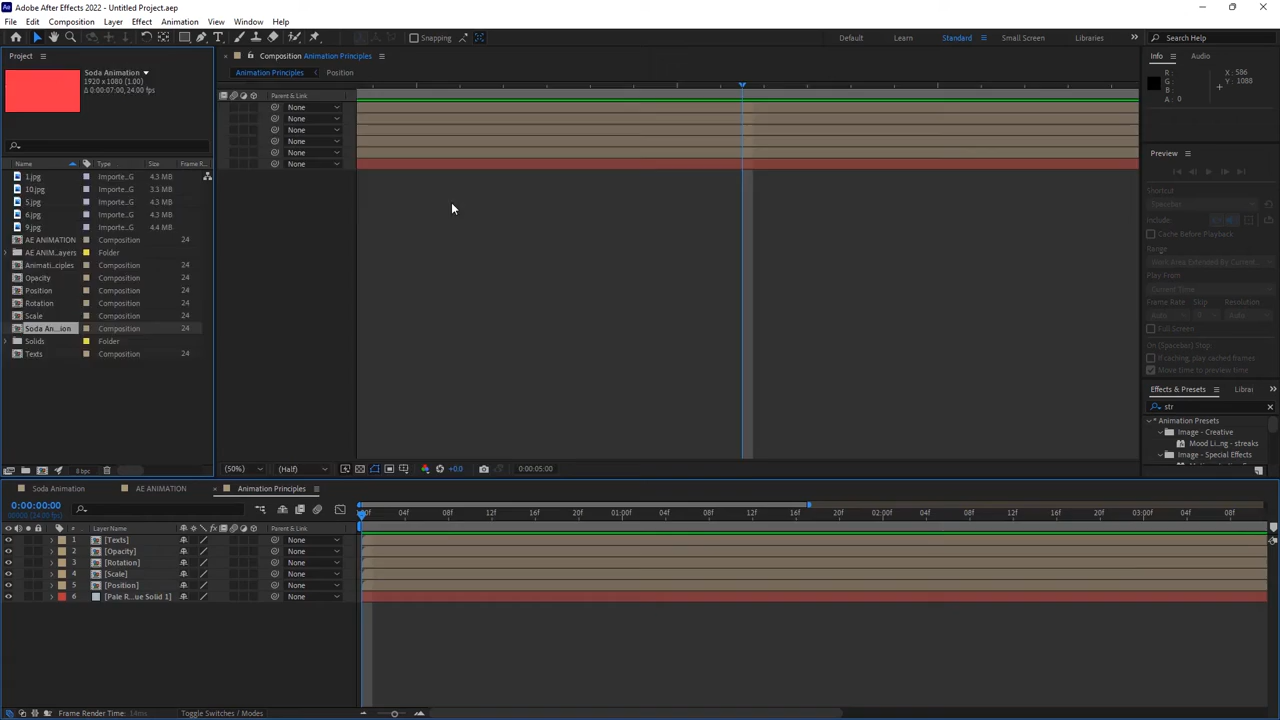 Adobe After Effects 2022 - Untitled Project.aep
File Edit Composition Layer Effect Animation View Window Help
Snapping
Default Learn Standard Small Screen Libraries Search Help
Project
Composition Animation Principles
Info Audio
Soda Animation
1920 x 1080 (1.00)
Δ 0:00:07:00, 24.00 fps
Animation Principles Position
R: X: 586
G: Y: 1088
B:
A: 0
Parent & Link
None
None
None
None
None
None
Preview
Shortcut
Spacebar
Include:
Cache Before Playback
Range
Work Area Extended By Current...
Play From
Current Time
Frame Rate Skip Resolution
Auto 0 Auto
Full Screen
On (Spacebar) Stop:
If caching, play cached frames
Move time to preview time
Name Type Size Frame R...
1.jpg Importe...G 4.3 MB
10.jpg Importe...G 3.3 MB
5.jpg Importe...G 4.3 MB
6.jpg Importe...G 4.3 MB
9.jpg Importe...G 4.4 MB
AE ANIMATION Composition 24
AE ANIM...ayers Folder
Animati...ciples Composition 24
Opacity Composition 24
Position Composition 24
Rotation Composition 24
Scale Composition 24
Soda An...ion Composition 24
Solids Folder
Texts Composition 24
Effects & Presets Librar
str
Animation Presets
Image - Creative
Mood Li...ng - streaks
Image - Special Effects
8 bpc
(50%) (Half) +0.0 0:00:05:00
Soda Animation AE ANIMATION Animation Principles
0:00:00:00
00000 (24.00 fps)
:00f 04f 08f 12f 16f 20f 01:00f 04f 08f 12f 16f 20f 02:00f 04f 08f 12f 16f 20f 03:00f 04f 08f
# Layer Name Parent & Link
1 [Texts] None
2 [Opacity] None
3 [Rotation] None
4 [Scale] None
5 [Position] None
6 [Pale R...ue Solid 1] None
Frame Render Time: 14ms Toggle Switches / Modes